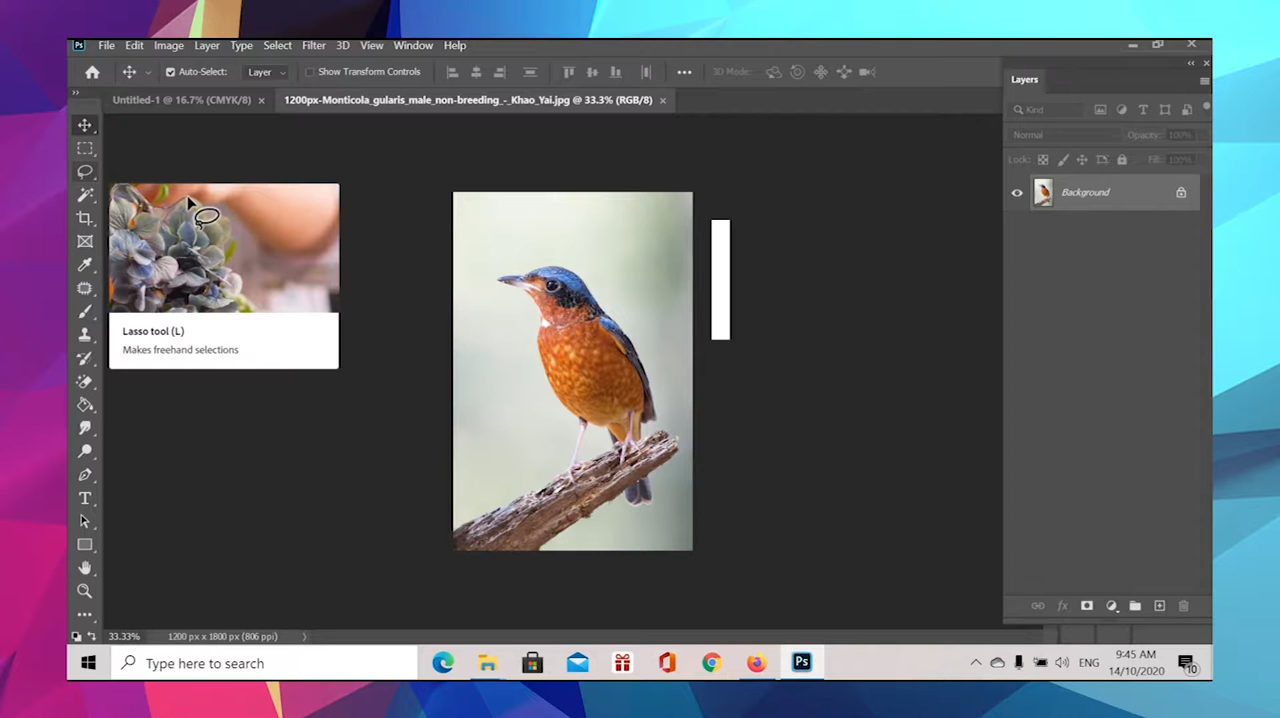 Ps File Edit Image Layer Type Select Filter 3D View Window Help
Auto-Select: Layer Show Transform Controls ••• 3D Mode:
Untitled-1 @ 16.7% (CMYK/8) × 1200px-Monticola_gularis_male_non-breeding_-_Khao_Yai.jpg @ 33.3% (RGB/8) ×
Layers
Kind
Normal Opacity: 100%
Lock: Fill: 100%
Background
Lasso tool (L)
Makes freehand selections
33.33% 1200 px x 1800 px (806 ppi)
Type here to search
Ps
ENG
9:45 AM
14/10/2020
10